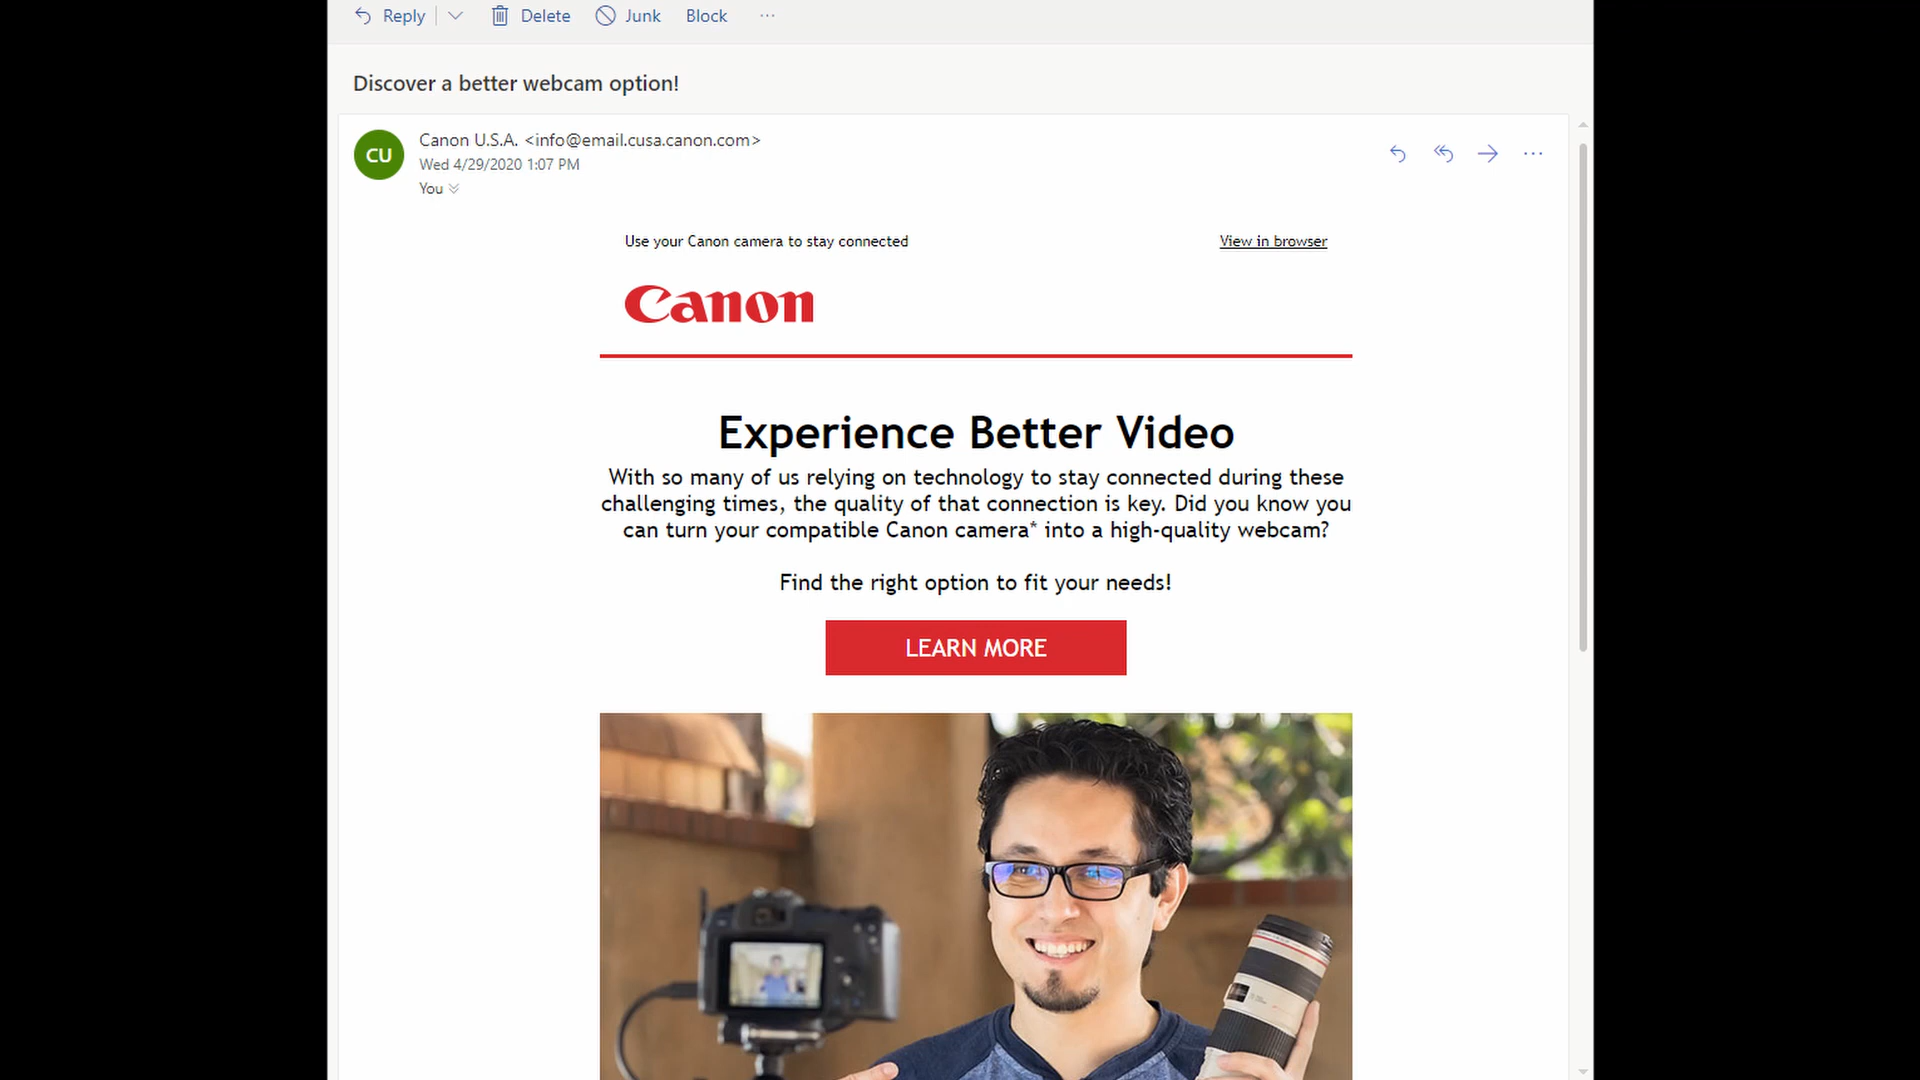 Reply Delete Junk Block
Discover a better webcam option!
CU
Canon U.S.A. <info@email.cusa.canon.com>
Wed 4/29/2020 1:07 PM
You
Use your Canon camera to stay connected
View in browser
Canon
Experience Better Video
With so many of us relying on technology to stay connected during these
challenging times, the quality of that connection is key. Did you know you
can turn your compatible Canon camera* into a high-quality webcam?
Find the right option to fit your needs!
LEARN MORE